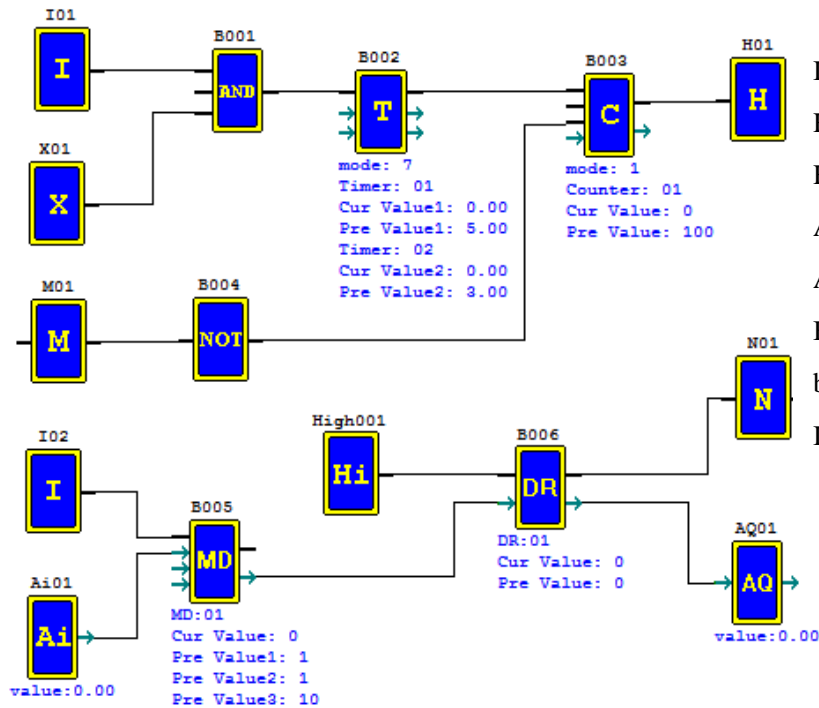 I01
I
X01
X
B001
AND
B002
T
mode: 7
Timer: 01
Cur Value1: 0.00
Pre Value1: 5.00
Timer: 02
Cur Value2: 0.00
Pre Value2: 3.00
B003
C
mode: 1
Counter: 01
Cur Value: 0
Pre Value: 100
H01
H
M01
M
B004
NOT
N01
N
I02
I
B005
MD
MD:01
Cur Value: 0
Pre Value1: 1
Pre Value2: 1
Pre Value3: 10
High001
Hi
B006
DR
DR:01
Cur Value: 0
Pre Value: 0
Ai01
Ai
value:0.00
AQ01
AQ
value:0.00